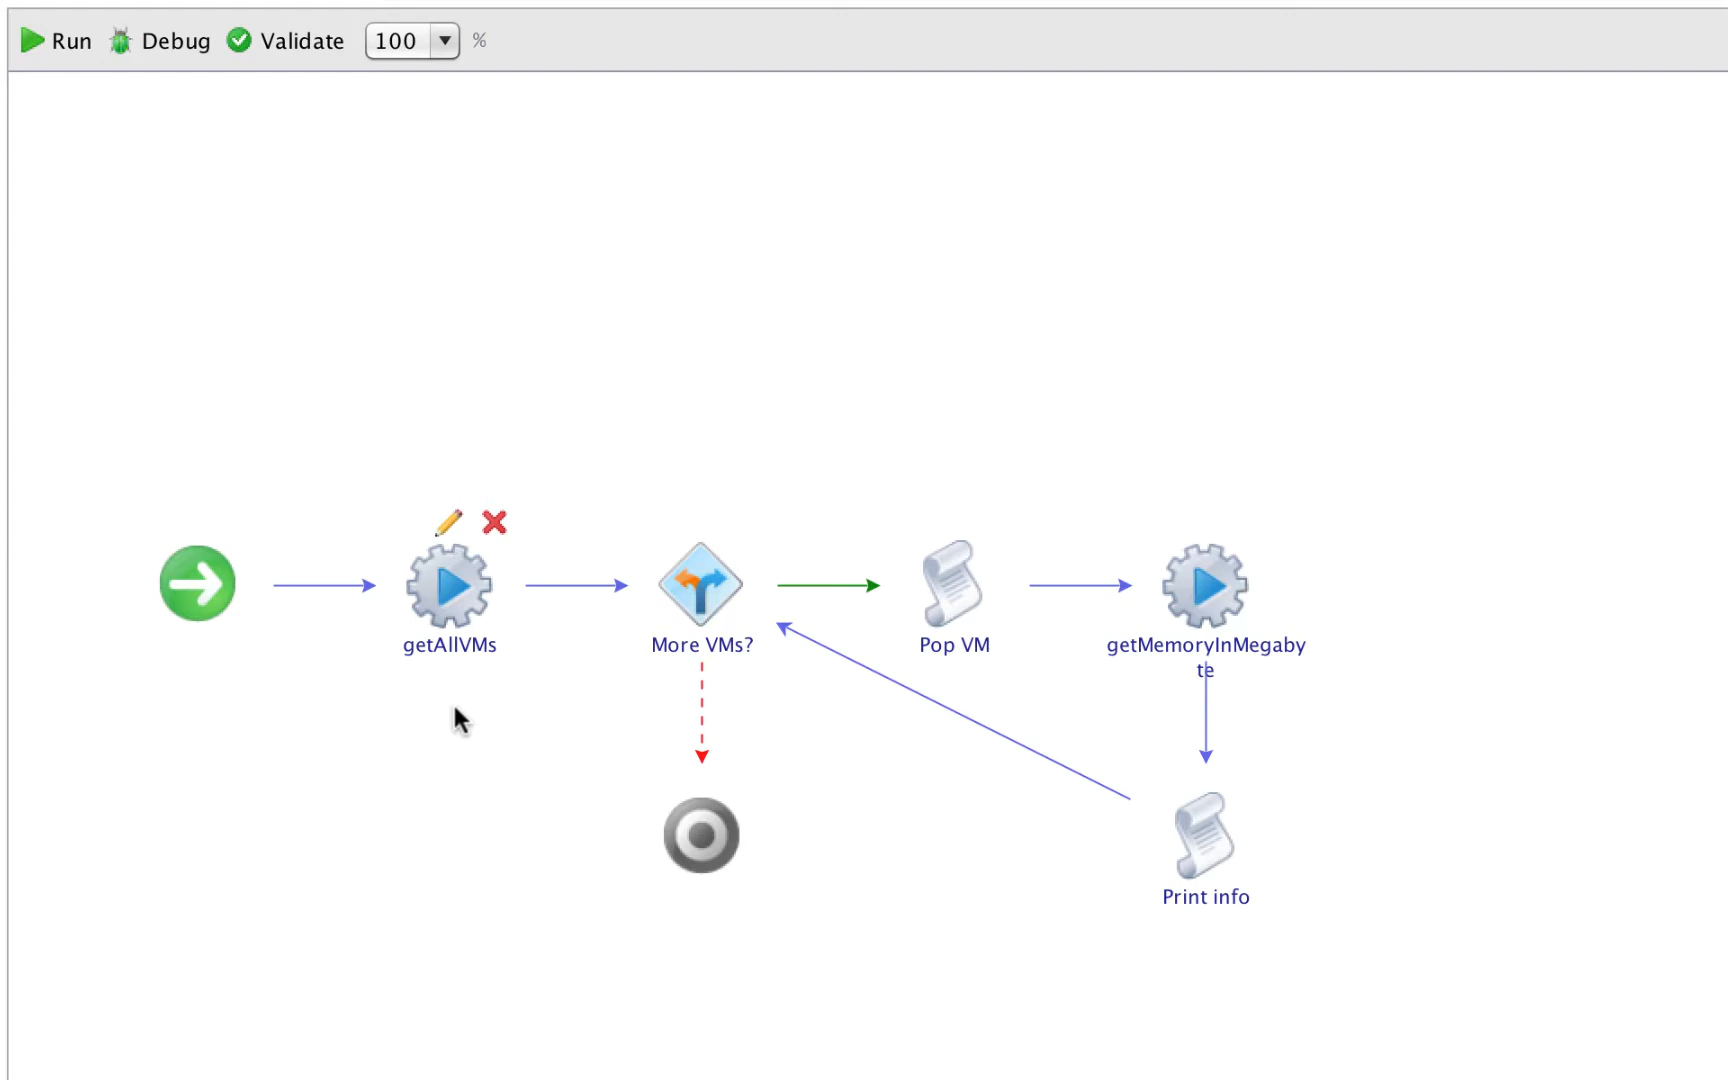 Run Debug Validate 100 %
getAllVMs More VMs? Pop VM getMemoryInMegaby
te
Print info